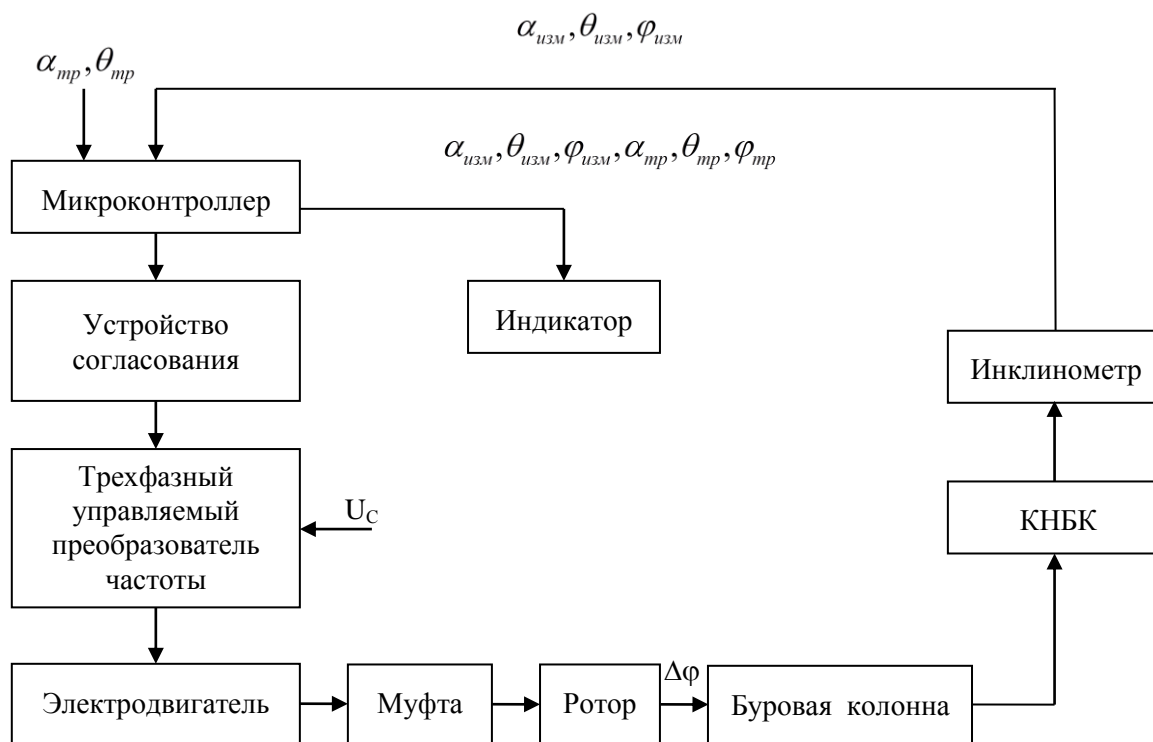 α_изм, θ_изм, φ_изм
α_тр, θ_тр
α_изм, θ_изм, φ_изм, α_тр, θ_тр, φ_тр
Микроконтроллер
Устройство
согласования
Индикатор
Инклинометр
Трехфазный
управляемый
преобразователь
частоты
U_C
КНБК
Электродвигатель
Муфта
Ротор
Δφ
Буровая колонна